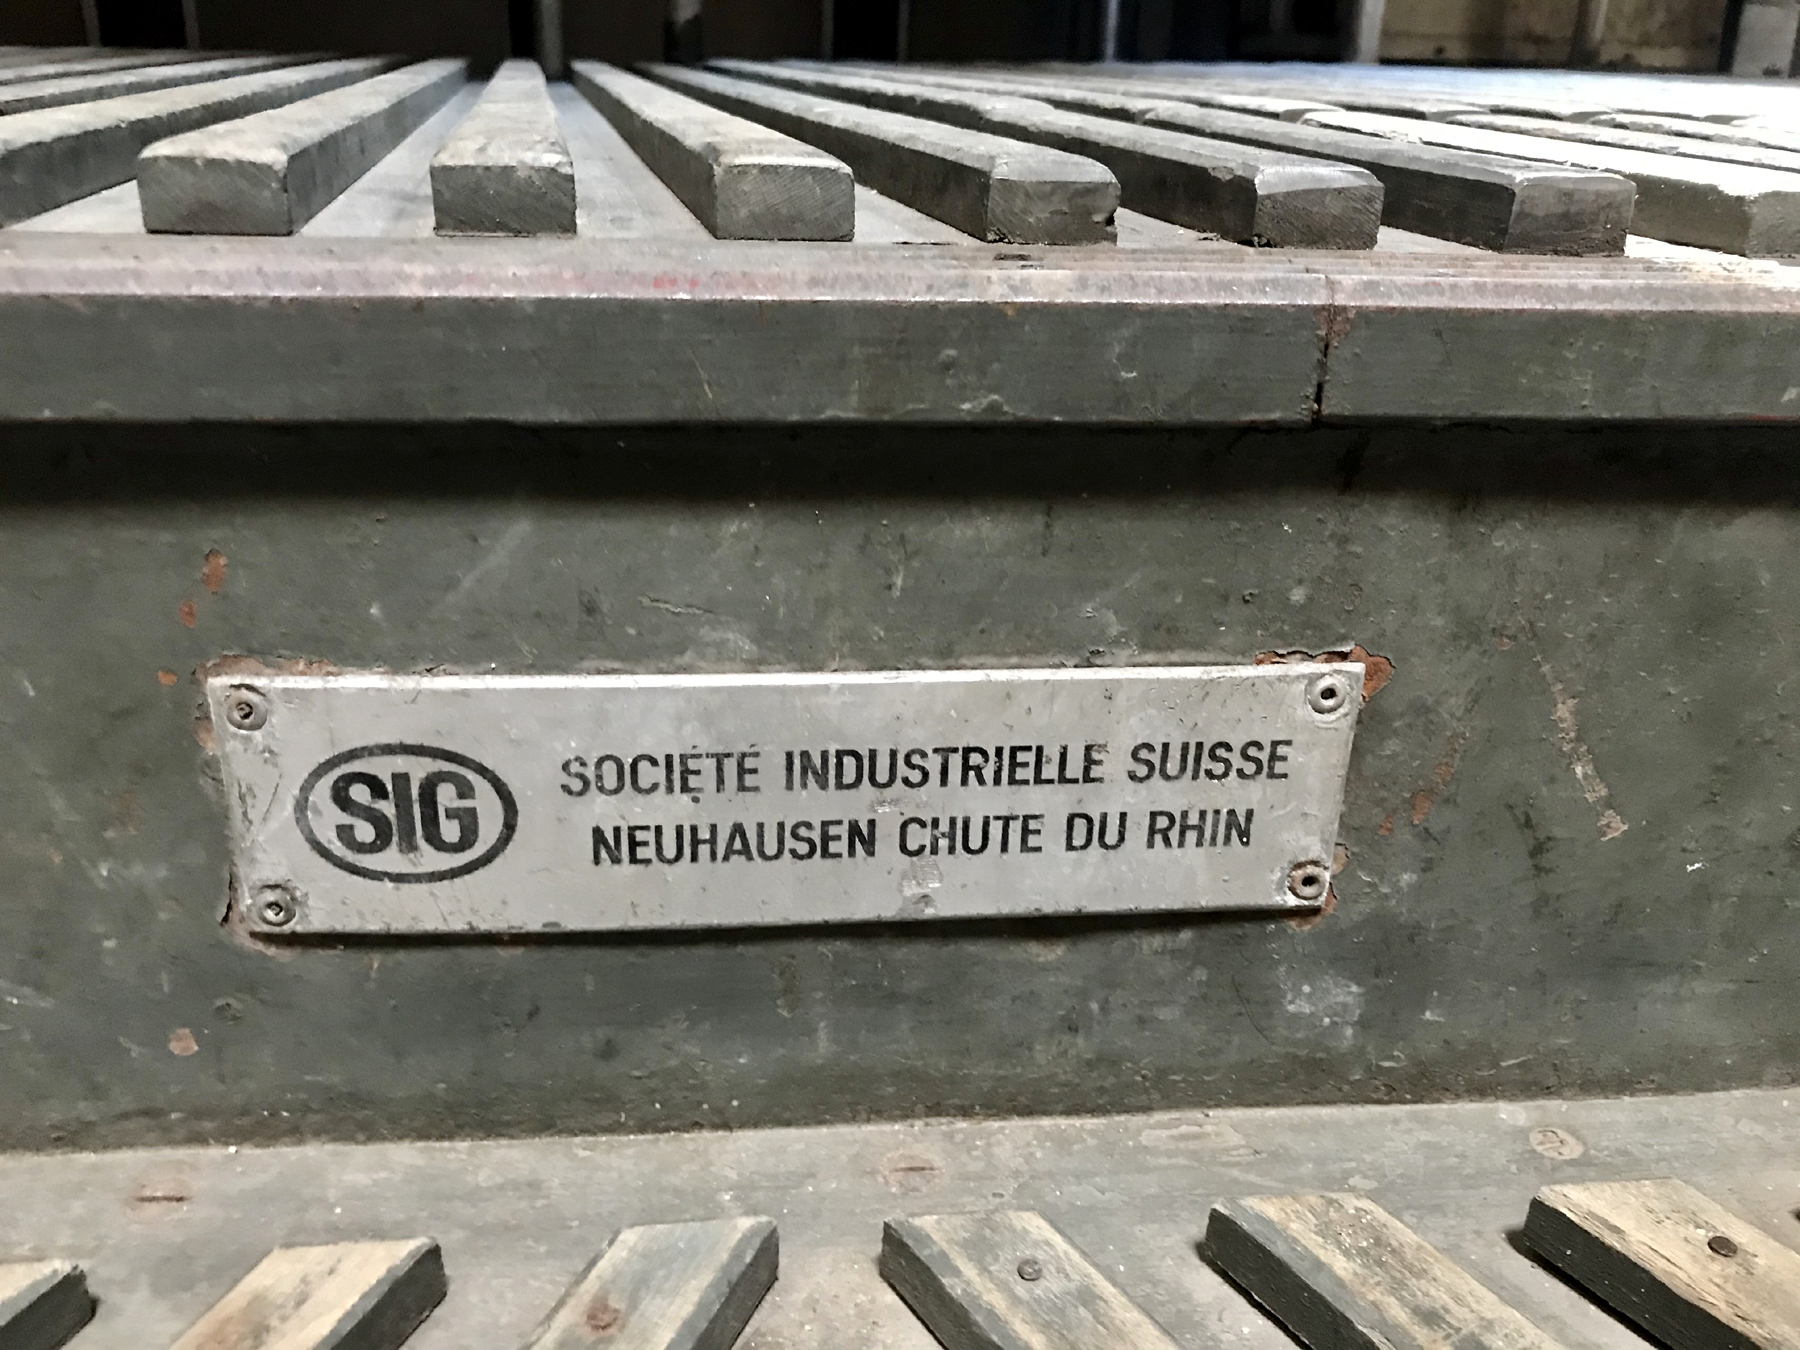 SIG
SOCIÉTÉ INDUSTRIELLE SUISSE
NEUHAUSEN CHUTE DU RHIN